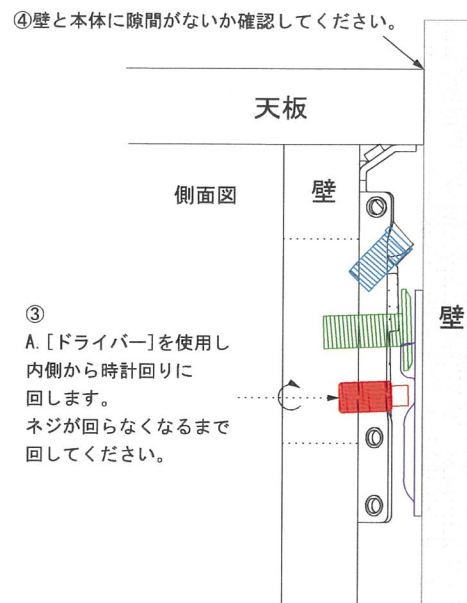 ④壁と本体に隙間がないか確認してください。
天板
側面図
壁
壁
③
A.[ドライバー]を使用し
内側から時計回りに
回します。
ネジが回らなくなるまで
回してください。